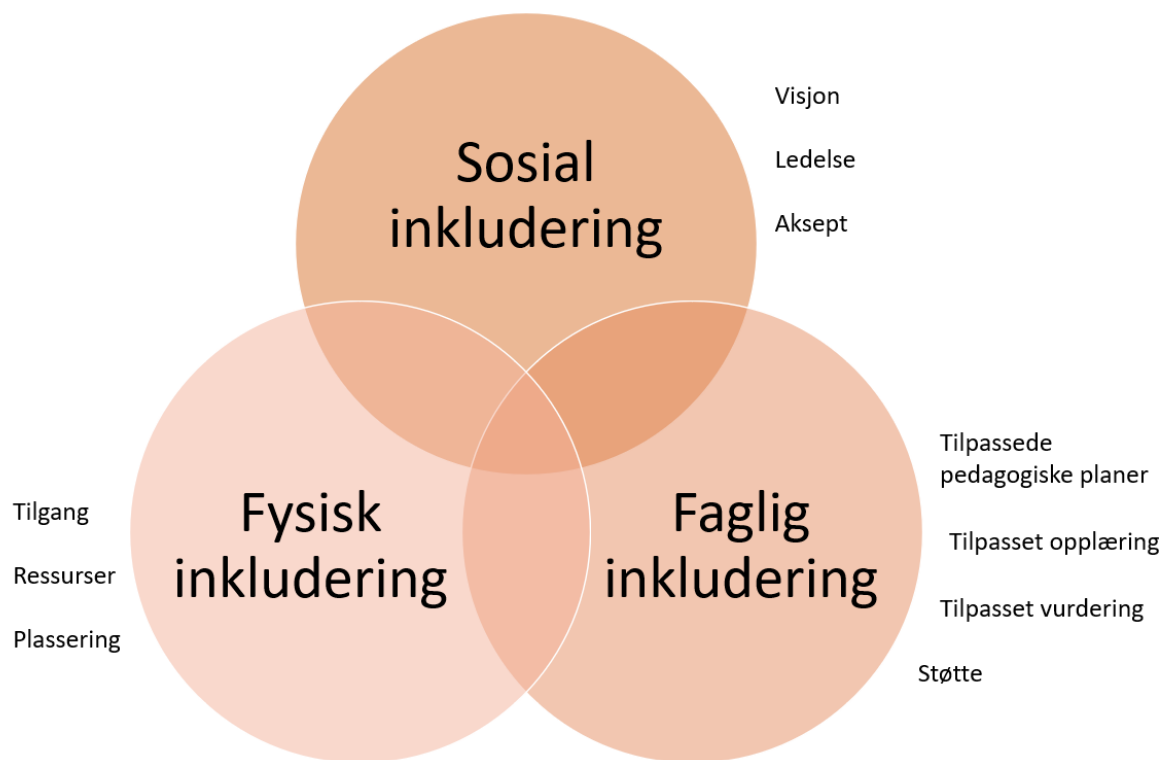 Sosial
inkludering
Visjon
Ledelse
Aksept
Fysisk
inkludering
Tilgang
Ressurser
Plassering
Faglig
inkludering
Tilpassede
pedagogiske planer
Tilpasset opplæring
Tilpasset vurdering
Støtte